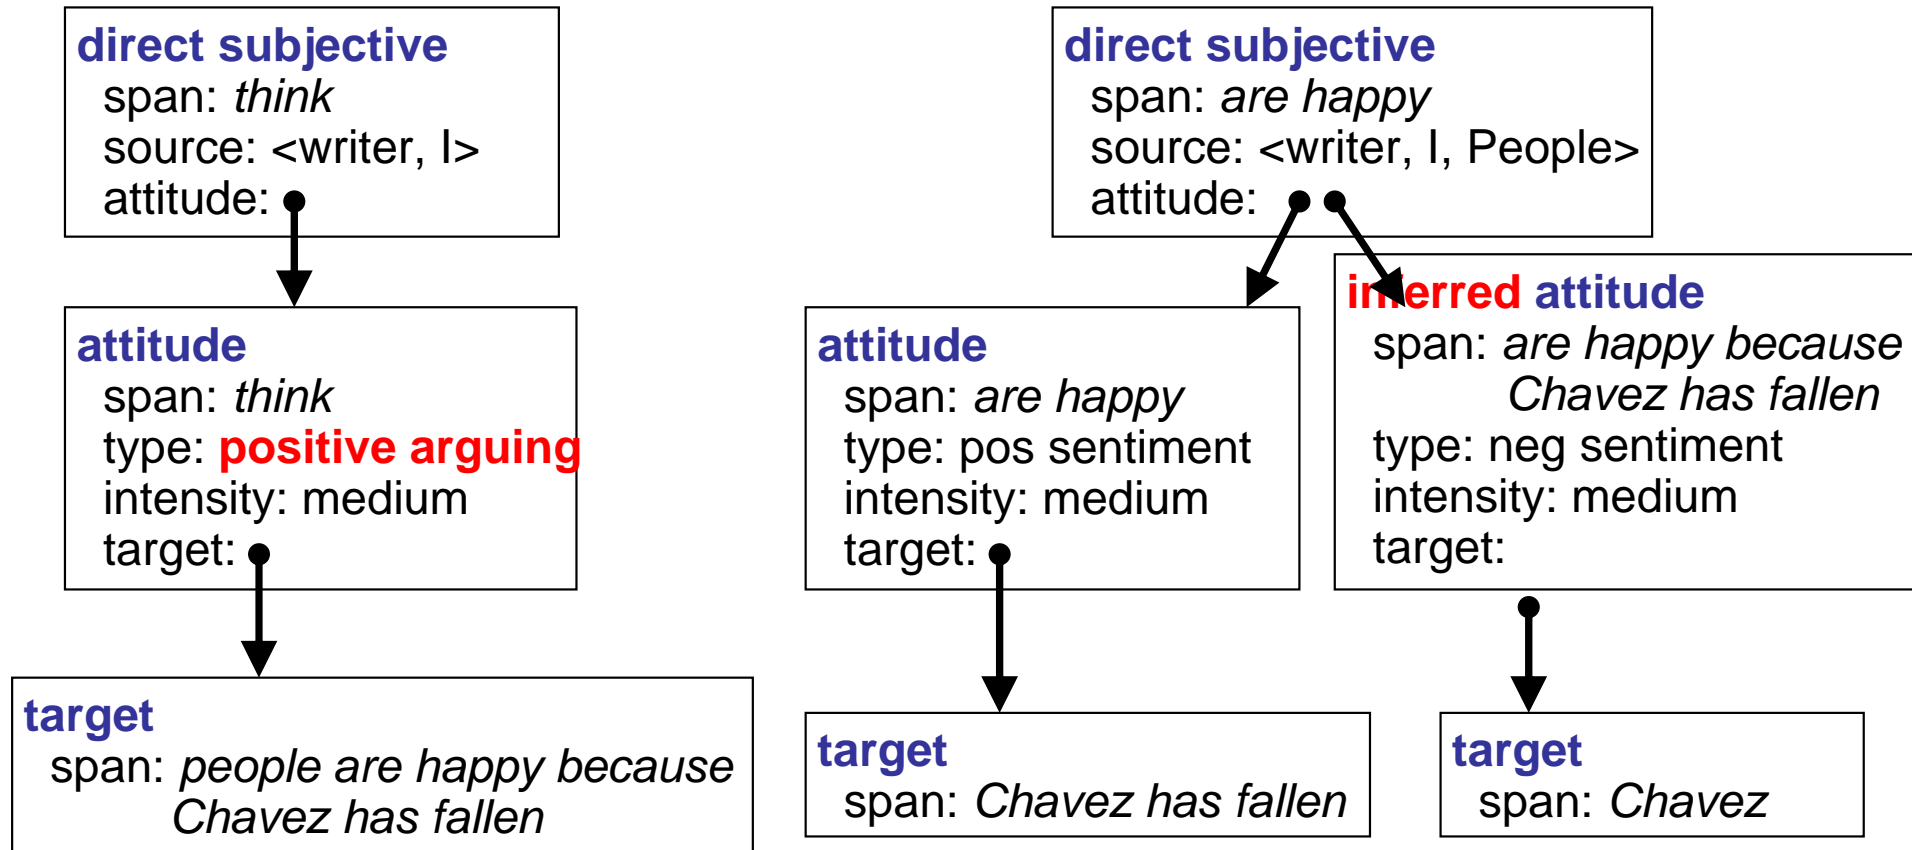 direct subjective
span: think
source: <writer, I>
attitude:
direct subjective
span: are happy
source: <writer, I, People>
attitude:
attitude
span: think
type: positive arguing
intensity: medium
target:
attitude
span: are happy
type: pos sentiment
intensity: medium
target:
inferred attitude
span: are happy because
Chavez has fallen
type: neg sentiment
intensity: medium
target:
target
span: people are happy because
Chavez has fallen
target
span: Chavez has fallen
target
span: Chavez